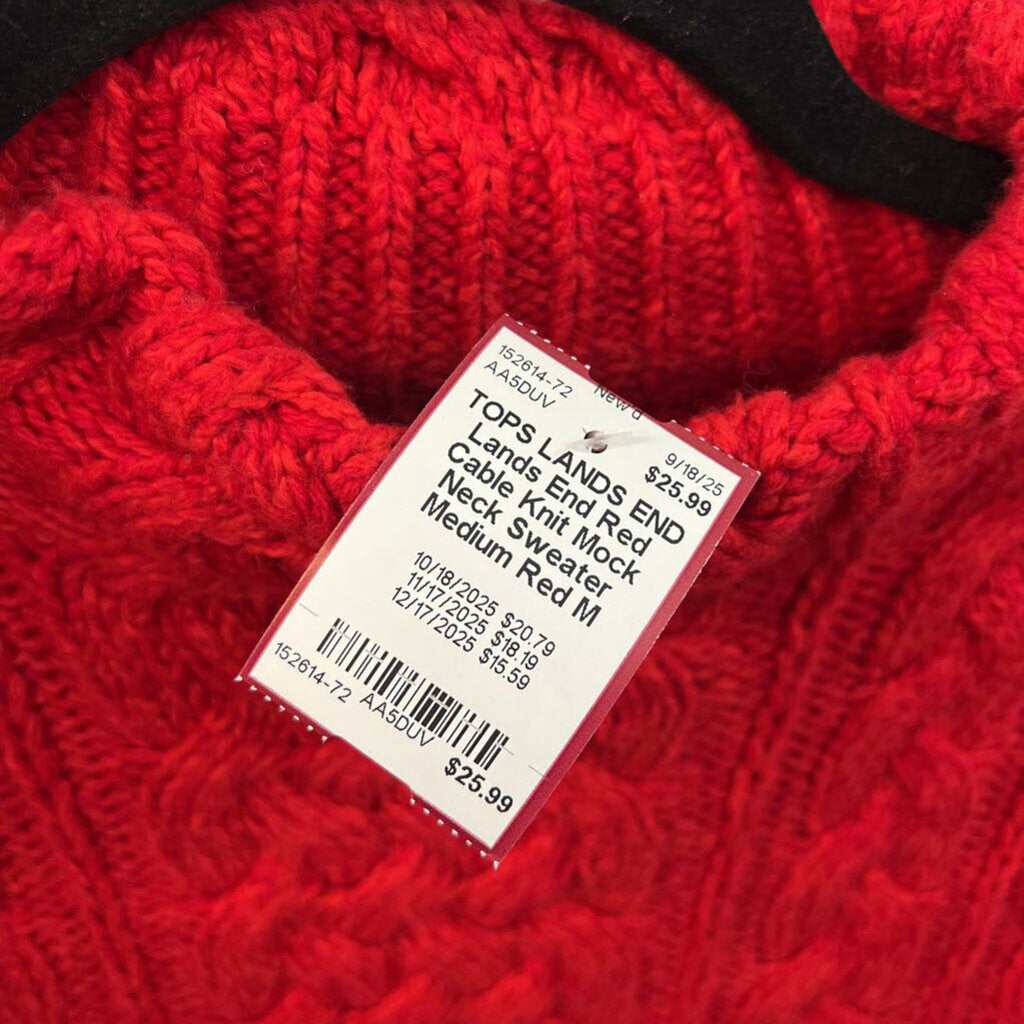 152614-72
AA5DUV
New
9/18/25
$25.99
TOPS LANDS END
Lands End Red
Cable Knit Mock
Neck Sweater
Medium Red M
10/18/2025 $20.79
11/17/2025 $18.19
12/17/2025 $15.59
152614-72 AA5DUV
$25.99